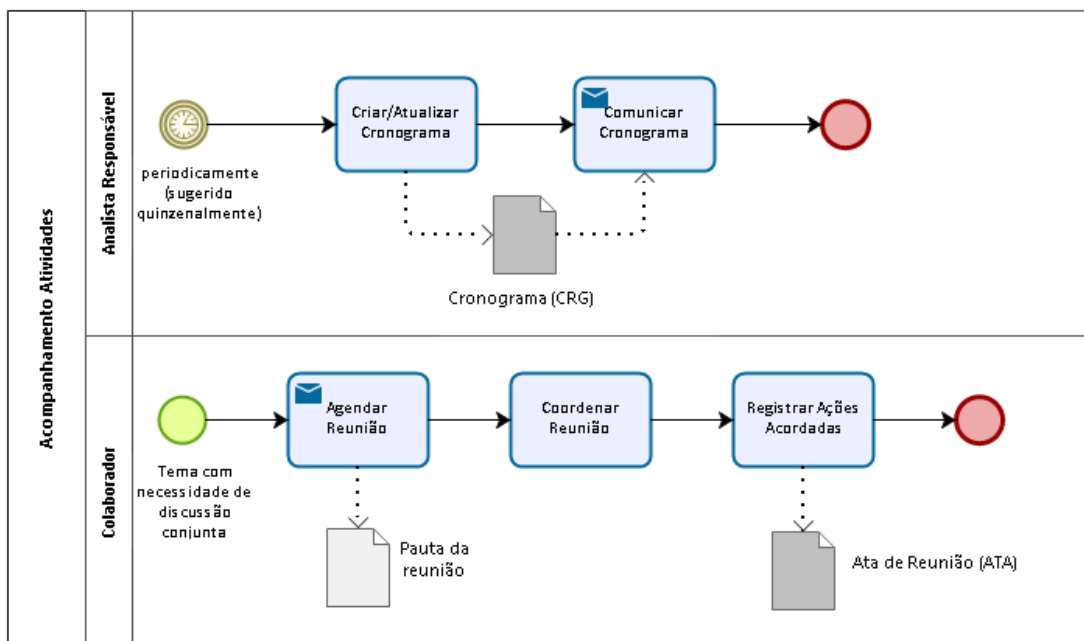 Acompanhamento Atividades
Analista Responsável
Criar/Atualizar
Cronograma
Comunicar
Cronograma
periodicamente
(sugerido
quinzenalmente)
Cronograma (CRG)
Colaborador
Agendar
Reunião
Coordenar
Reunião
Registrar Ações
Acordadas
Tema com
necessidade de
discussão
conjunta
Pauta da
reunião
Ata de Reunião (ATA)